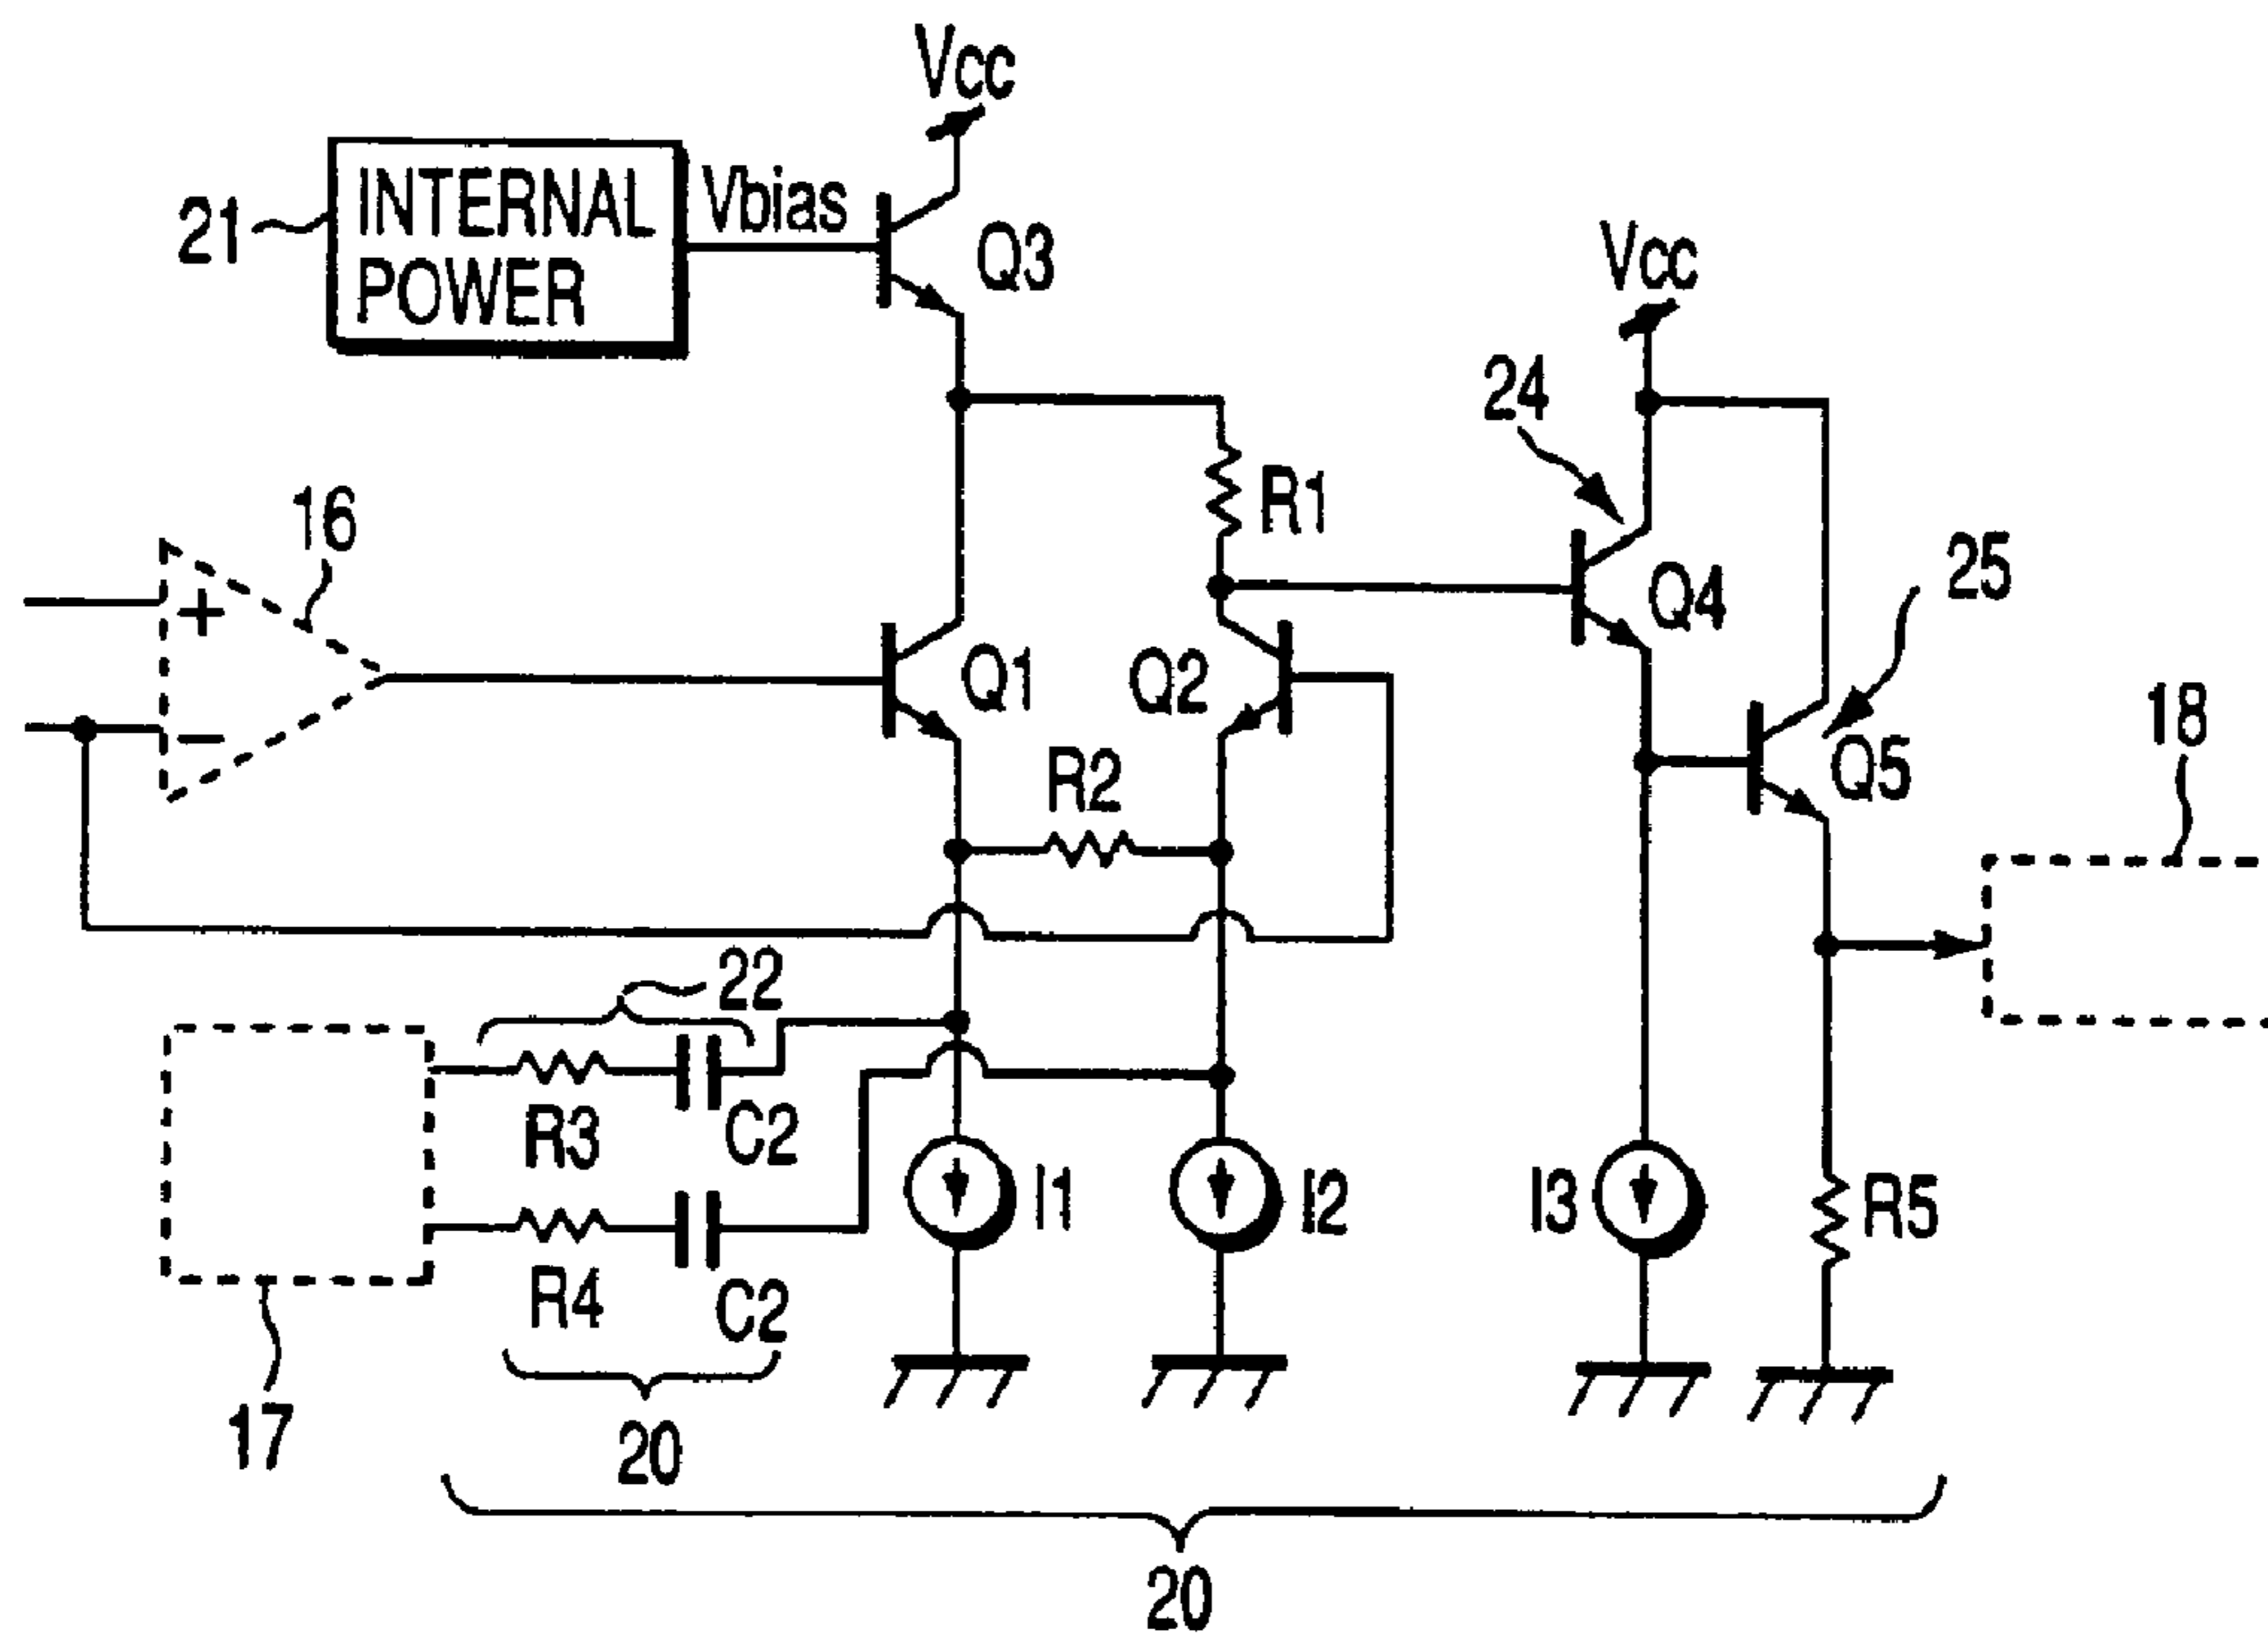 Vcc
21
INTERNAL
POWER
Vbias
Q3
Vcc
24
16
R1
25
+
Q4
Q1
Q2
18
−
R2
Q5
22
R3
C2
I1
I2
I3
R5
R4
C2
17
20
20